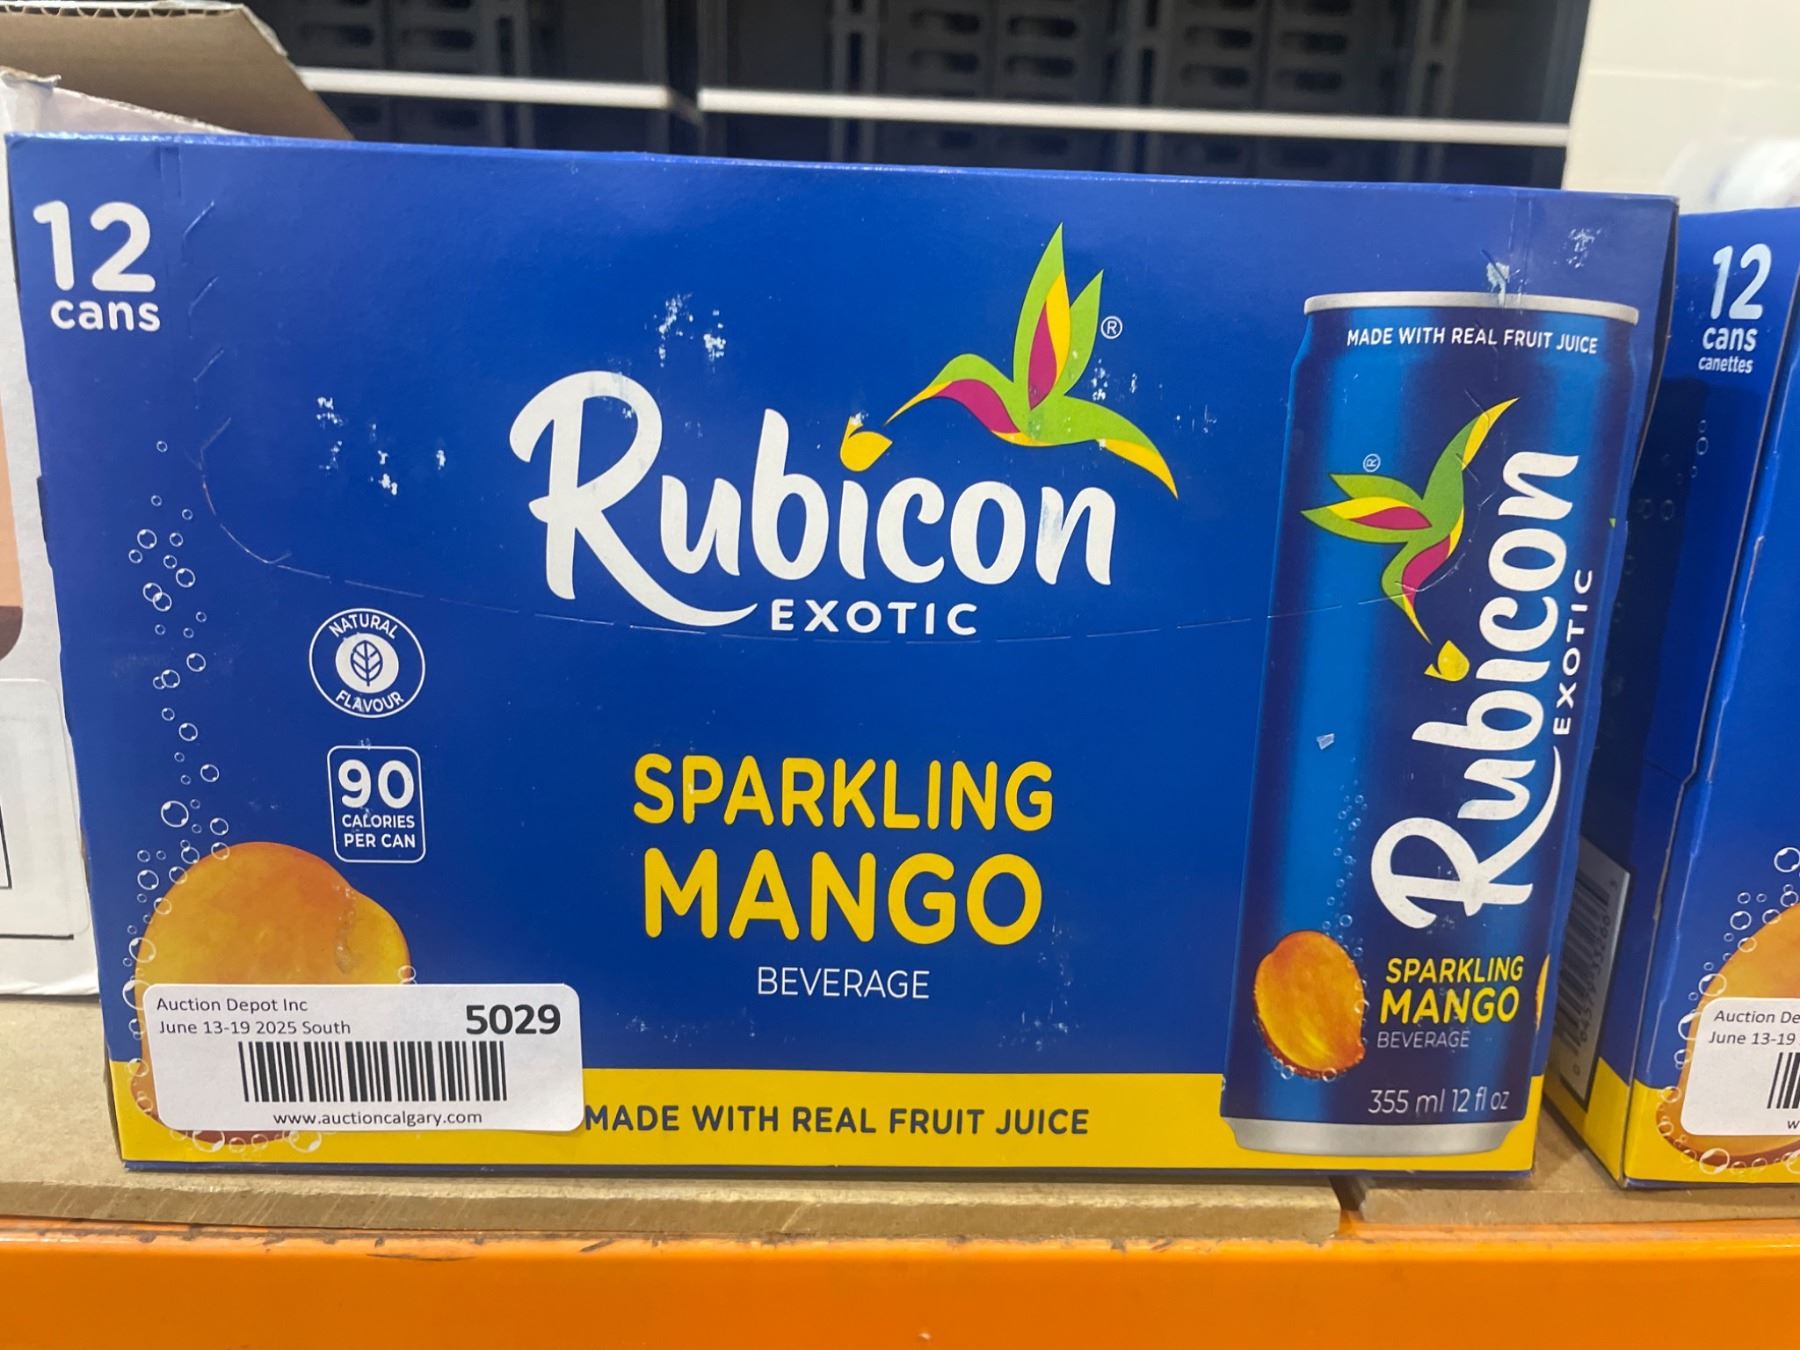 12
cans
Rubicon
®
EXOTIC
NATURAL
FLAVOUR
90
CALORIES
PER CAN
SPARKLING
MANGO
BEVERAGE
MADE WITH REAL FRUIT JUICE
Auction Depot Inc
June 13-19 2025 South
5029
www.auctioncalgary.com
MADE WITH REAL FRUIT JUICE
®
Rubicon
EXOTIC
SPARKLING
MANGO
BEVERAGE
355 ml 12 fl oz
12
cans
canettes
Auction De
June 13-19
w